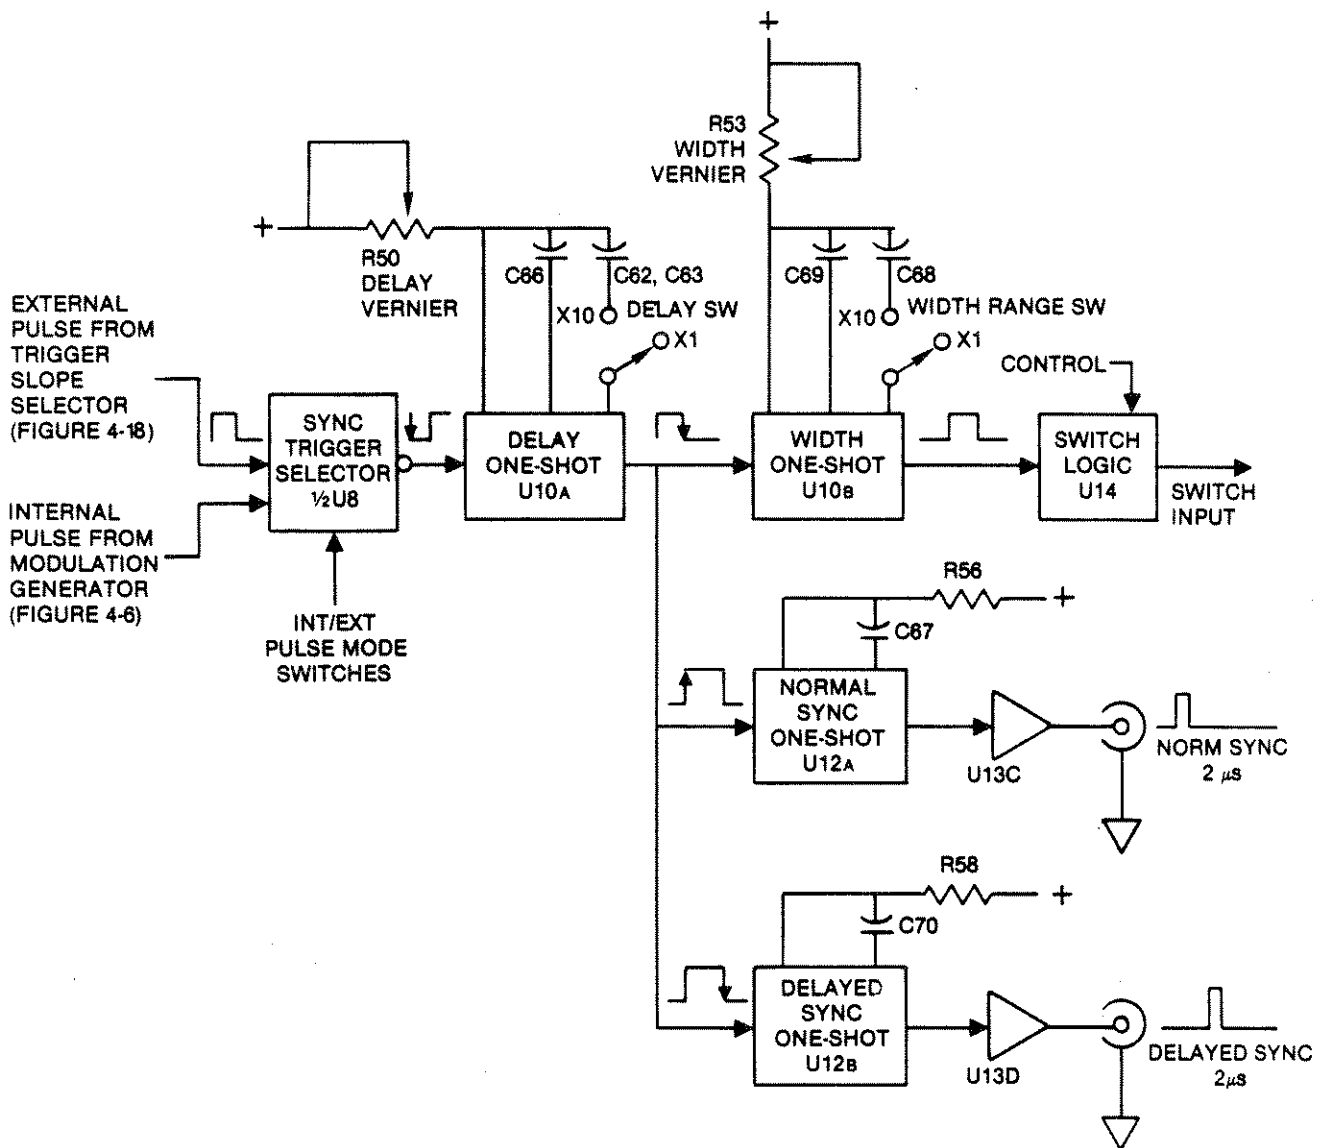 +
R53
WIDTH
VERNIER
+
R50
DELAY
VERNIER
C66
C62, C63
X10
DELAY SW
X1
C69
C68
X10
WIDTH RANGE SW
X1
CONTROL
EXTERNAL
PULSE FROM
TRIGGER
SLOPE
SELECTOR
(FIGURE 4-18)
INTERNAL
PULSE FROM
MODULATION
GENERATOR
(FIGURE 4-6)
SYNC
TRIGGER
SELECTOR
½U8
INT/EXT
PULSE MODE
SWITCHES
DELAY
ONE-SHOT
U10A
WIDTH
ONE-SHOT
U10B
SWITCH
LOGIC
U14
SWITCH
INPUT
R56
+
C67
NORMAL
SYNC
ONE-SHOT
U12A
U13C
NORM SYNC
2 μs
R58
+
C70
DELAYED
SYNC
ONE-SHOT
U12B
U13D
DELAYED SYNC
2μs